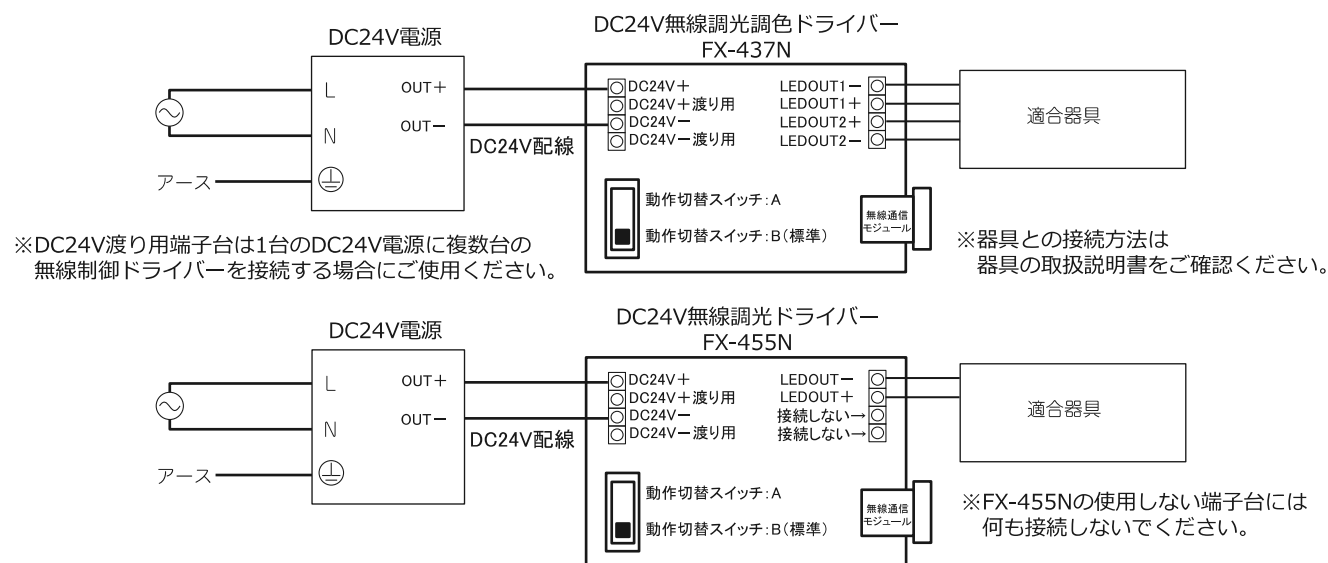 DC24V電源
DC24V無線調光調色ドライバー
FX-437N
L
N
アース
OUT+
OUT−
DC24V配線
DC24V+
DC24V+渡り用
DC24V−
DC24V−渡り用
LEDOUT1−
LEDOUT1+
LEDOUT2+
LEDOUT2−
適合器具
動作切替スイッチ:A
動作切替スイッチ:B(標準)
無線通信
モジュール
※DC24V渡り用端子台は1台のDC24V電源に複数台の
無線制御ドライバーを接続する場合にご使用ください。
※器具との接続方法は
器具の取扱説明書をご確認ください。
DC24V電源
DC24V無線調光ドライバー
FX-455N
L
N
アース
OUT+
OUT−
DC24V配線
DC24V+
DC24V+渡り用
DC24V−
DC24V−渡り用
LEDOUT−
LEDOUT+
接続しない→
接続しない→
適合器具
動作切替スイッチ:A
動作切替スイッチ:B(標準)
無線通信
モジュール
※FX-455Nの使用しない端子台には
何も接続しないでください。